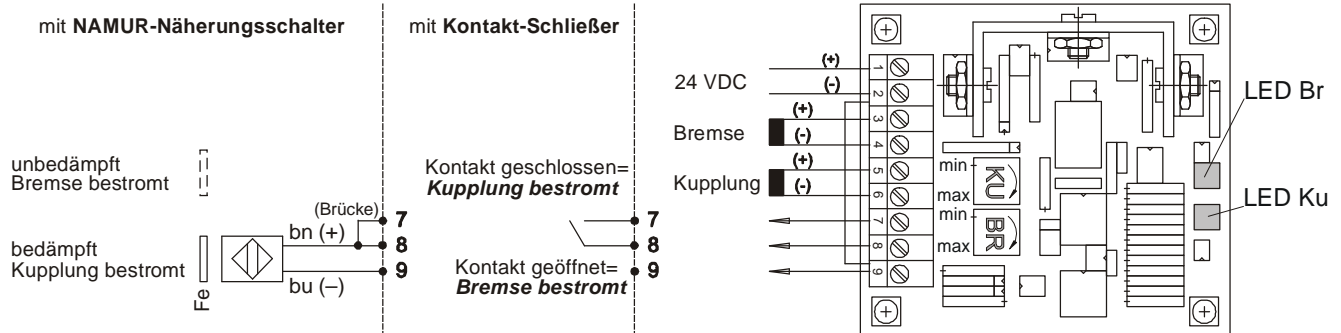 mit NAMUR-Näherungsschalter
unbedämpft
Bremse bestromt
bedämpft
Kupplung bestromt
Fe
(Brücke)
bn (+)
bu (–)
7
8
9
mit Kontakt-Schließer
Kontakt geschlossen=
Kupplung bestromt
Kontakt geöffnet=
Bremse bestromt
7
8
9
24 VDC
Bremse
Kupplung
(+)
(-)
(+)
(-)
(+)
(-)
1
2
3
4
5
6
7
8
9
min
max
KU
min
max
BR
LED Br
LED Ku